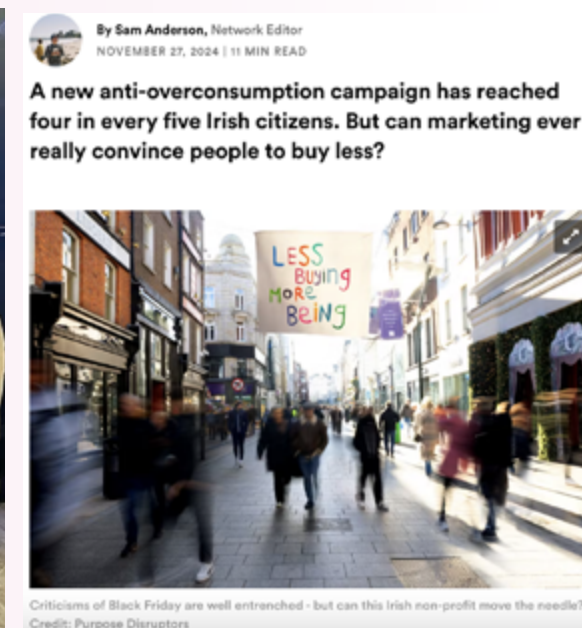 By Sam Anderson, Network Editor
NOVEMBER 27, 2024 | 11 MIN READ
A new anti-overconsumption campaign has reached
four in every five Irish citizens. But can marketing ever
really convince people to buy less?
LESS
BUYing
MORe
BeING
Criticisms of Black Friday are well entrenched - but can this Irish non-profit move the needle?
Credit: Purpose Disruptors